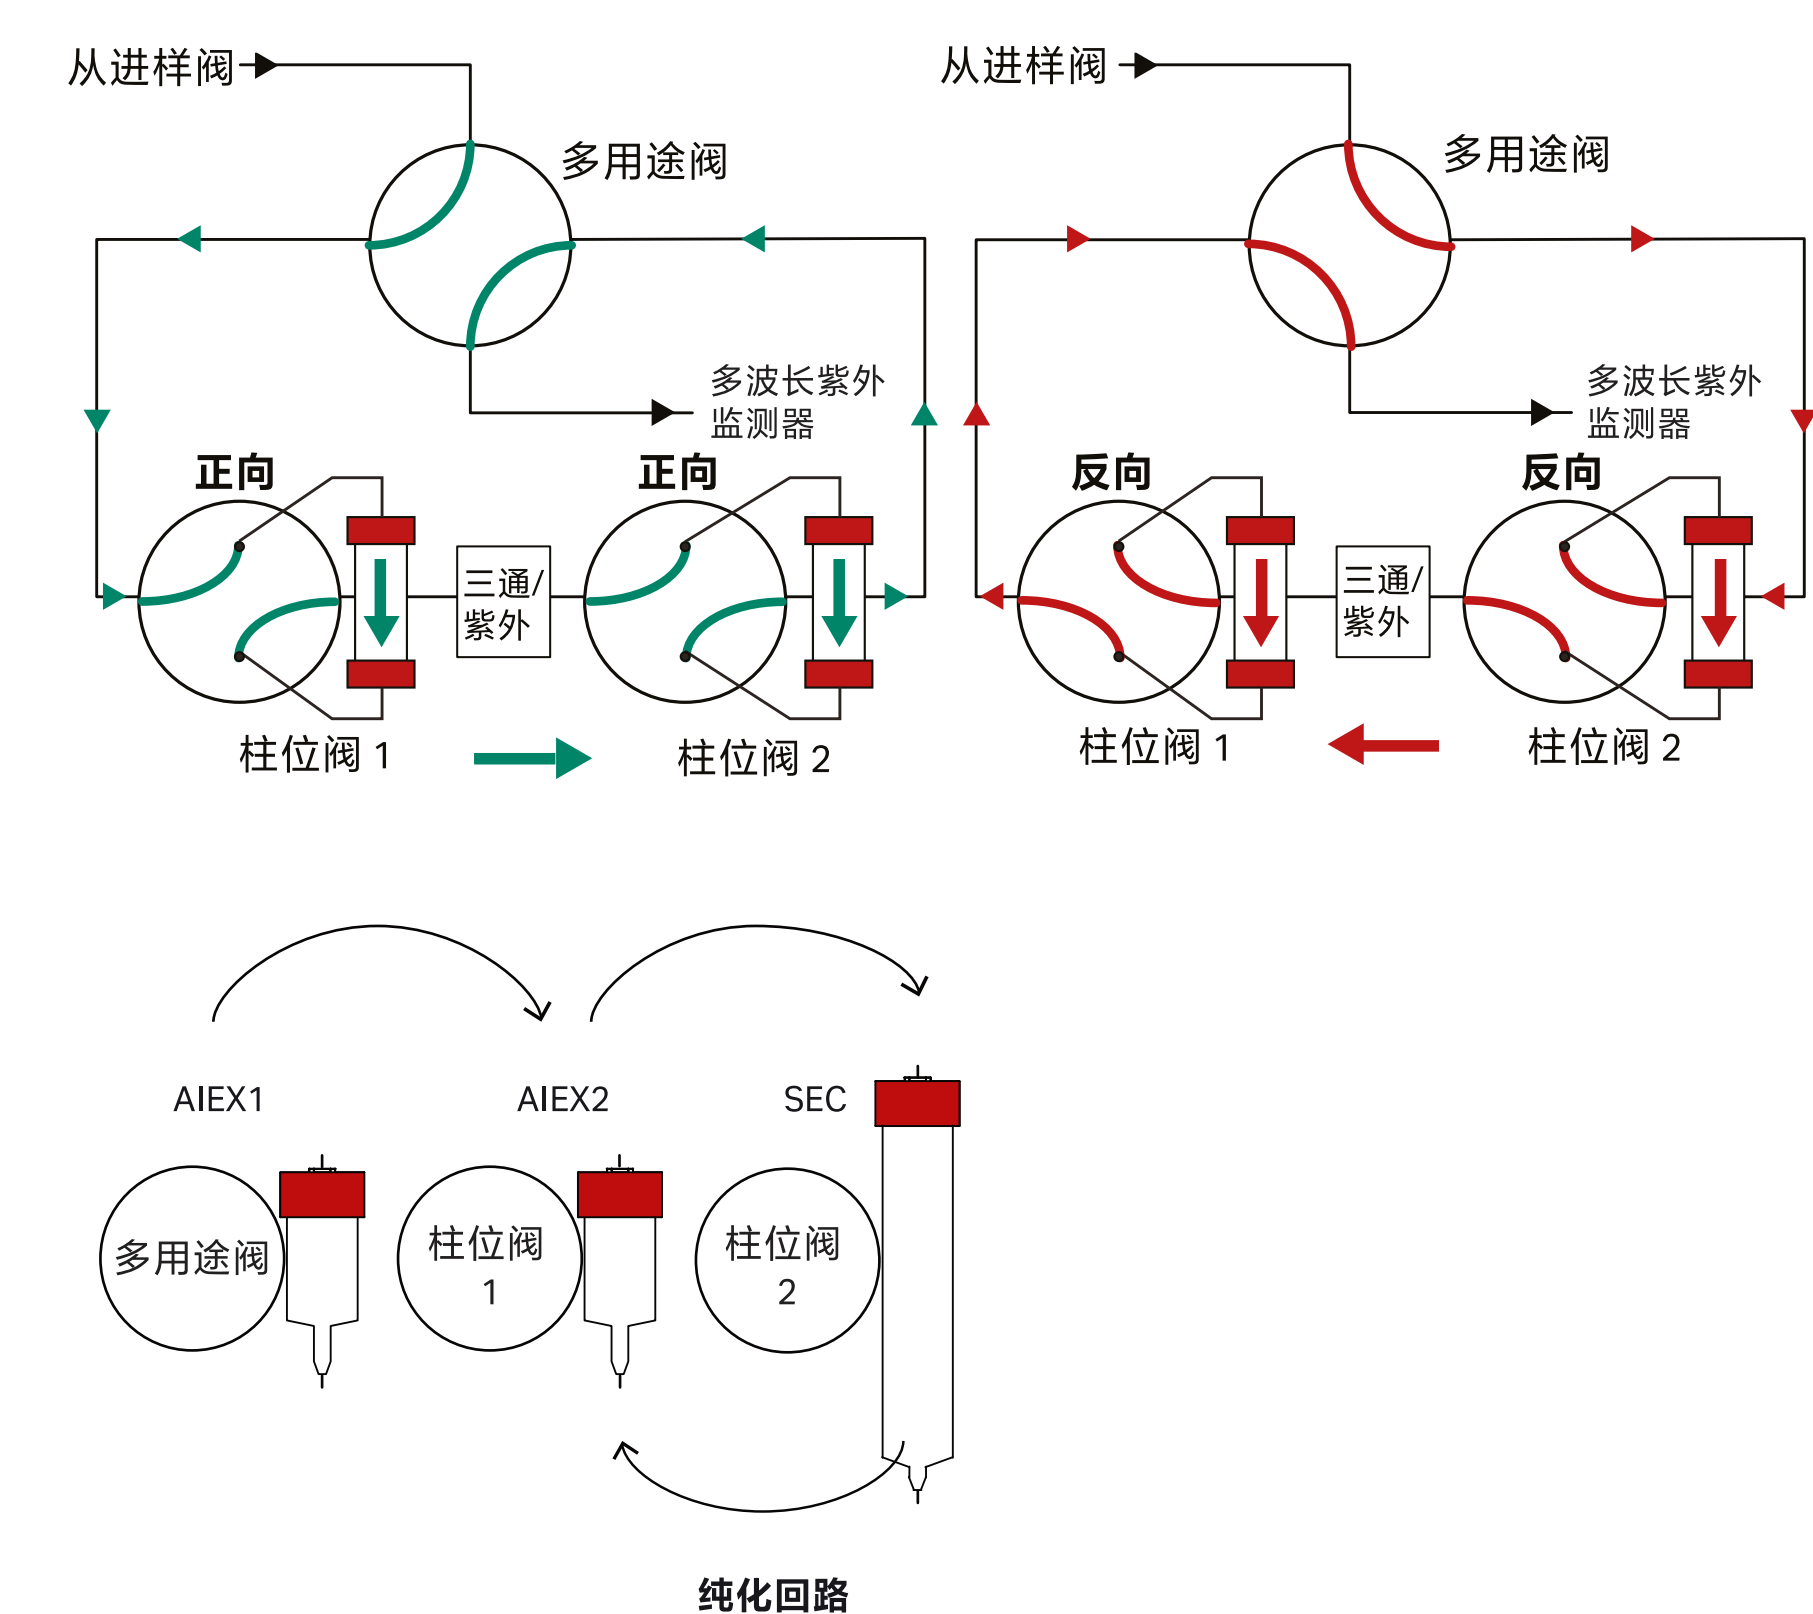 从进样阀
多用途阀
多波长紫外
监测器
正向
正向
三通/
紫外
柱位阀 1
柱位阀 2
从进样阀
多用途阀
多波长紫外
监测器
反向
反向
三通/
紫外
柱位阀 1
柱位阀 2
AIEX1
AIEX2
SEC
多用途阀
柱位阀
1
柱位阀
2
纯化回路